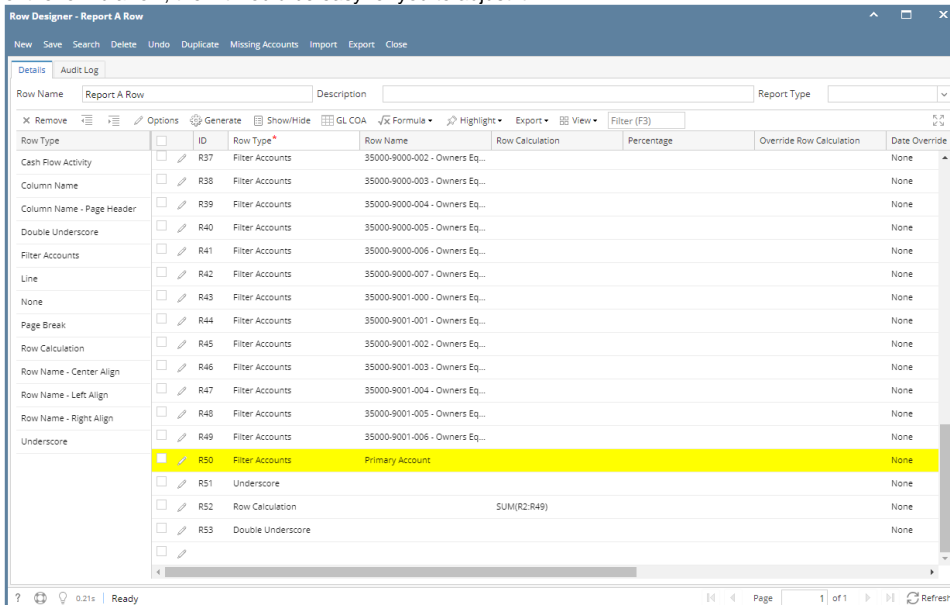 Row Designer - Report A Row
New Save Search Delete Undo Duplicate Missing Accounts Import Export Close
Details Audit Log
Row Name Report A Row Description Report Type
Remove Options Generate Show/Hide GL COA Formula Highlight Export View Filter (F3)
Row Type ID Row Type* Row Name Row Calculation Percentage Override Row Calculation Date Override
Cash Flow Activity
Column Name
Column Name - Page Header
Double Underscore
Filter Accounts
Line
None
Page Break
Row Calculation
Row Name - Center Align
Row Name - Left Align
Row Name - Right Align
Underscore
R37 Filter Accounts 35000-9000-002 - Owners Eq... None
R38 Filter Accounts 35000-9000-003 - Owners Eq... None
R39 Filter Accounts 35000-9000-004 - Owners Eq... None
R40 Filter Accounts 35000-9000-005 - Owners Eq... None
R41 Filter Accounts 35000-9000-006 - Owners Eq... None
R42 Filter Accounts 35000-9000-007 - Owners Eq... None
R43 Filter Accounts 35000-9001-000 - Owners Eq... None
R44 Filter Accounts 35000-9001-001 - Owners Eq... None
R45 Filter Accounts 35000-9001-002 - Owners Eq... None
R46 Filter Accounts 35000-9001-003 - Owners Eq... None
R47 Filter Accounts 35000-9001-004 - Owners Eq... None
R48 Filter Accounts 35000-9001-005 - Owners Eq... None
R49 Filter Accounts 35000-9001-006 - Owners Eq... None
R50 Filter Accounts Primary Account None
R51 Underscore None
R52 Row Calculation SUM(R2:R49) None
R53 Double Underscore None
? 0.21s Ready Page 1 of 1 Refresh